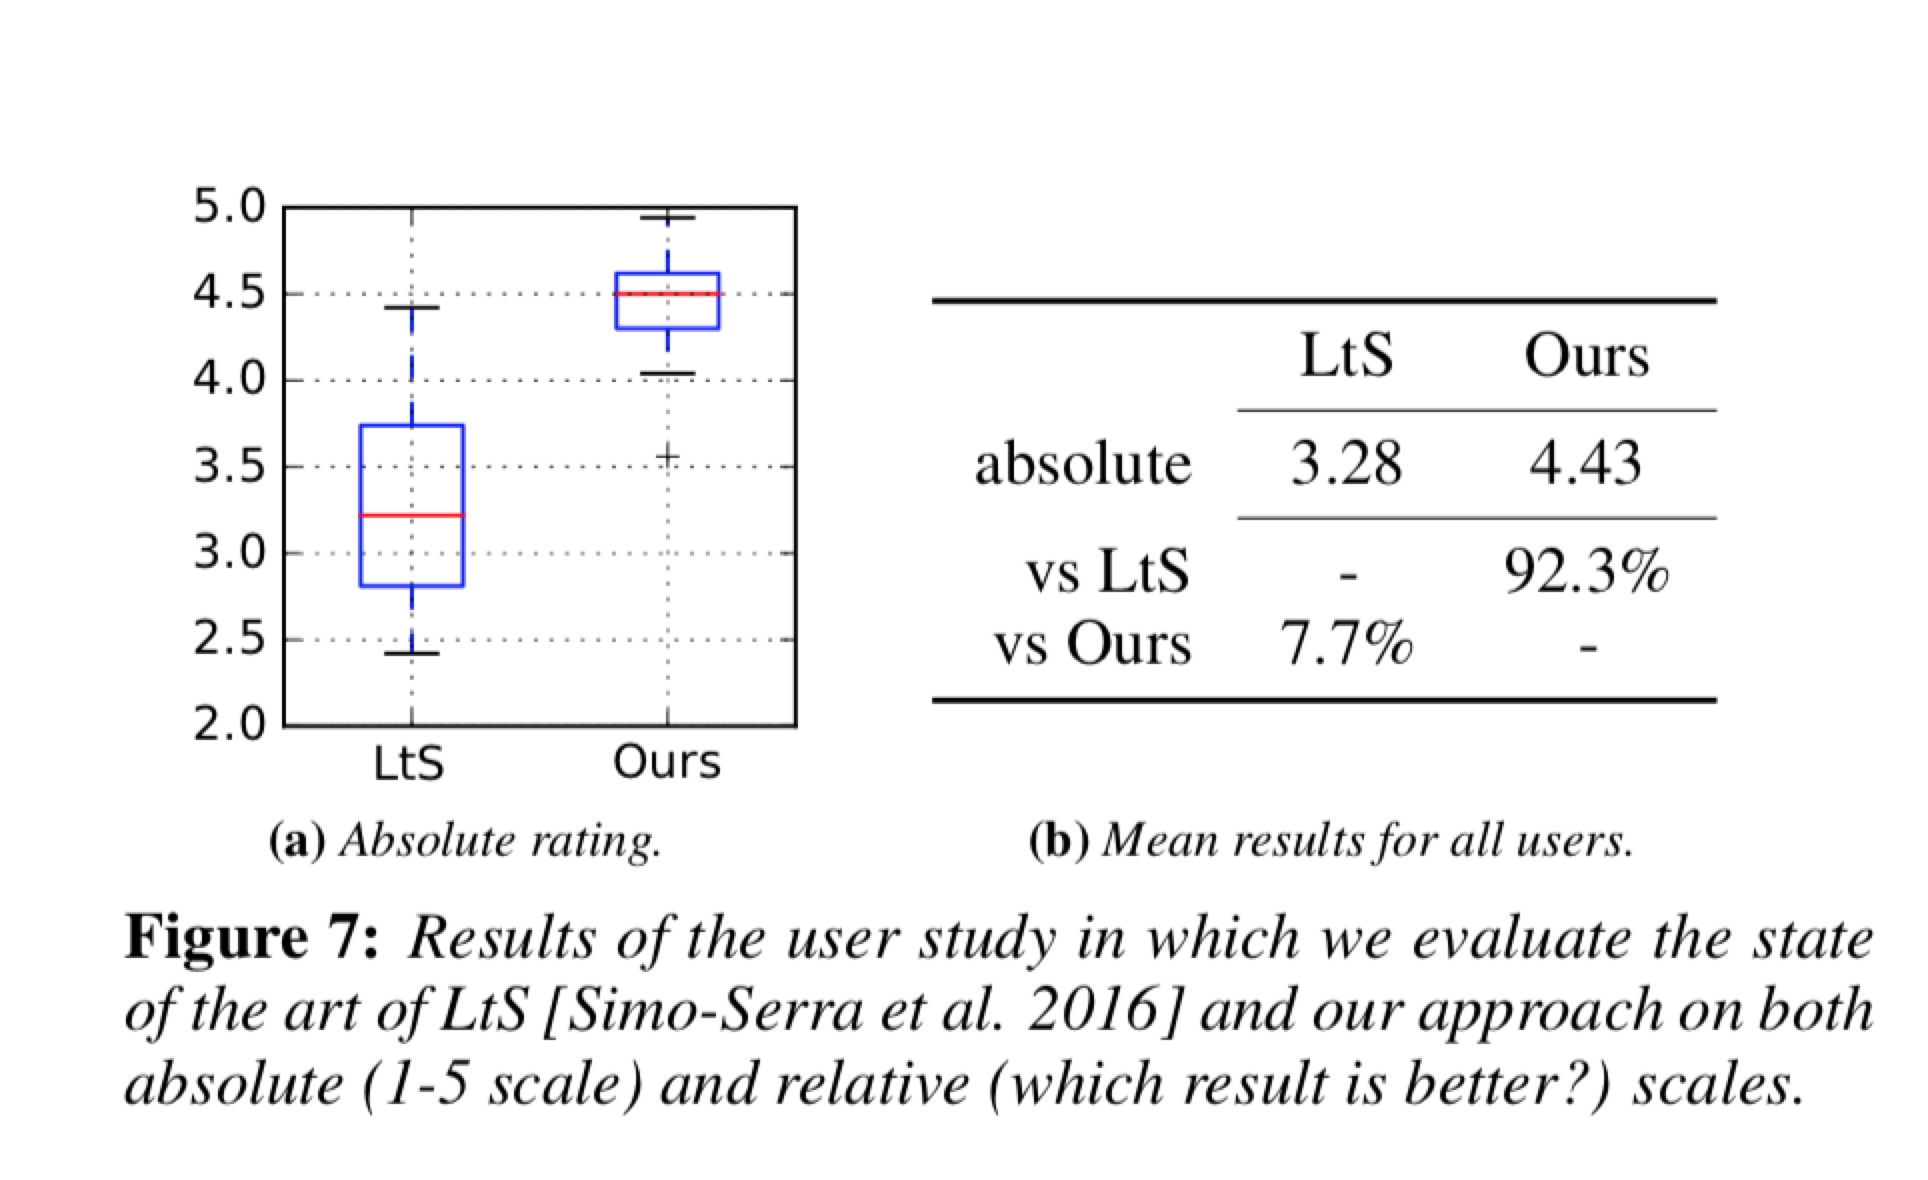 5.0
4.5
4.0
3.5
3.0
2.5
2.0
LtS Ours
(a) Absolute rating.
LtS Ours
absolute 3.28 4.43
vs LtS - 92.3%
vs Ours 7.7% -
(b) Mean results for all users.
Figure 7: Results of the user study in which we evaluate the state
of the art of LtS [Simo-Serra et al. 2016] and our approach on both
absolute (1-5 scale) and relative (which result is better?) scales.